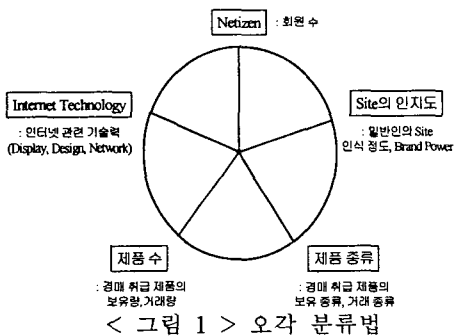 Netizen : 회원 수
Internet Technology
: 인터넷 관련 기술력
(Display, Design, Network)
Site의 인지도
: 일반인의 Site
인식 정도, Brand Power
제품 수
: 경매 취급 제품의
보유량, 거래량
제품 종류
: 경매 취급 제품의
보유 종류, 거래 종류
< 그림 1 > 오각 분류법